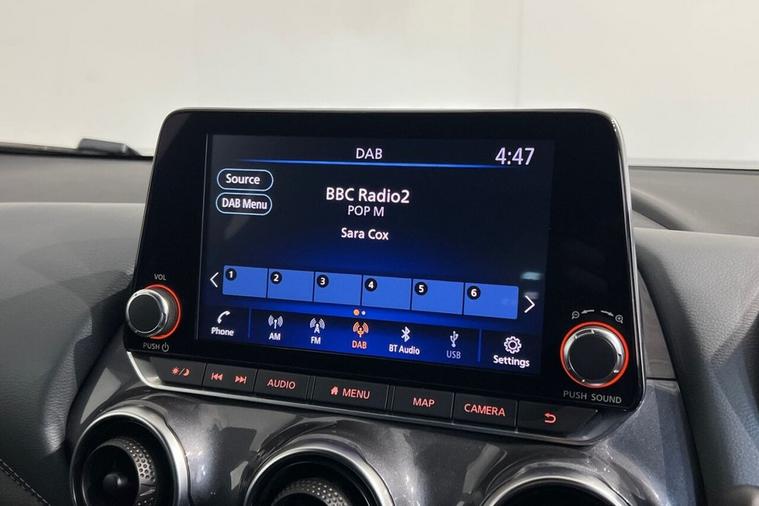 DAB 4:47
Source
DAB Menu
BBC Radio2
POP M
Sara Cox
1 2 3 4 5 6
Phone AM FM DAB BT Audio USB Settings
VOL
PUSH
PUSH SOUND
AUDIO MENU MAP CAMERA